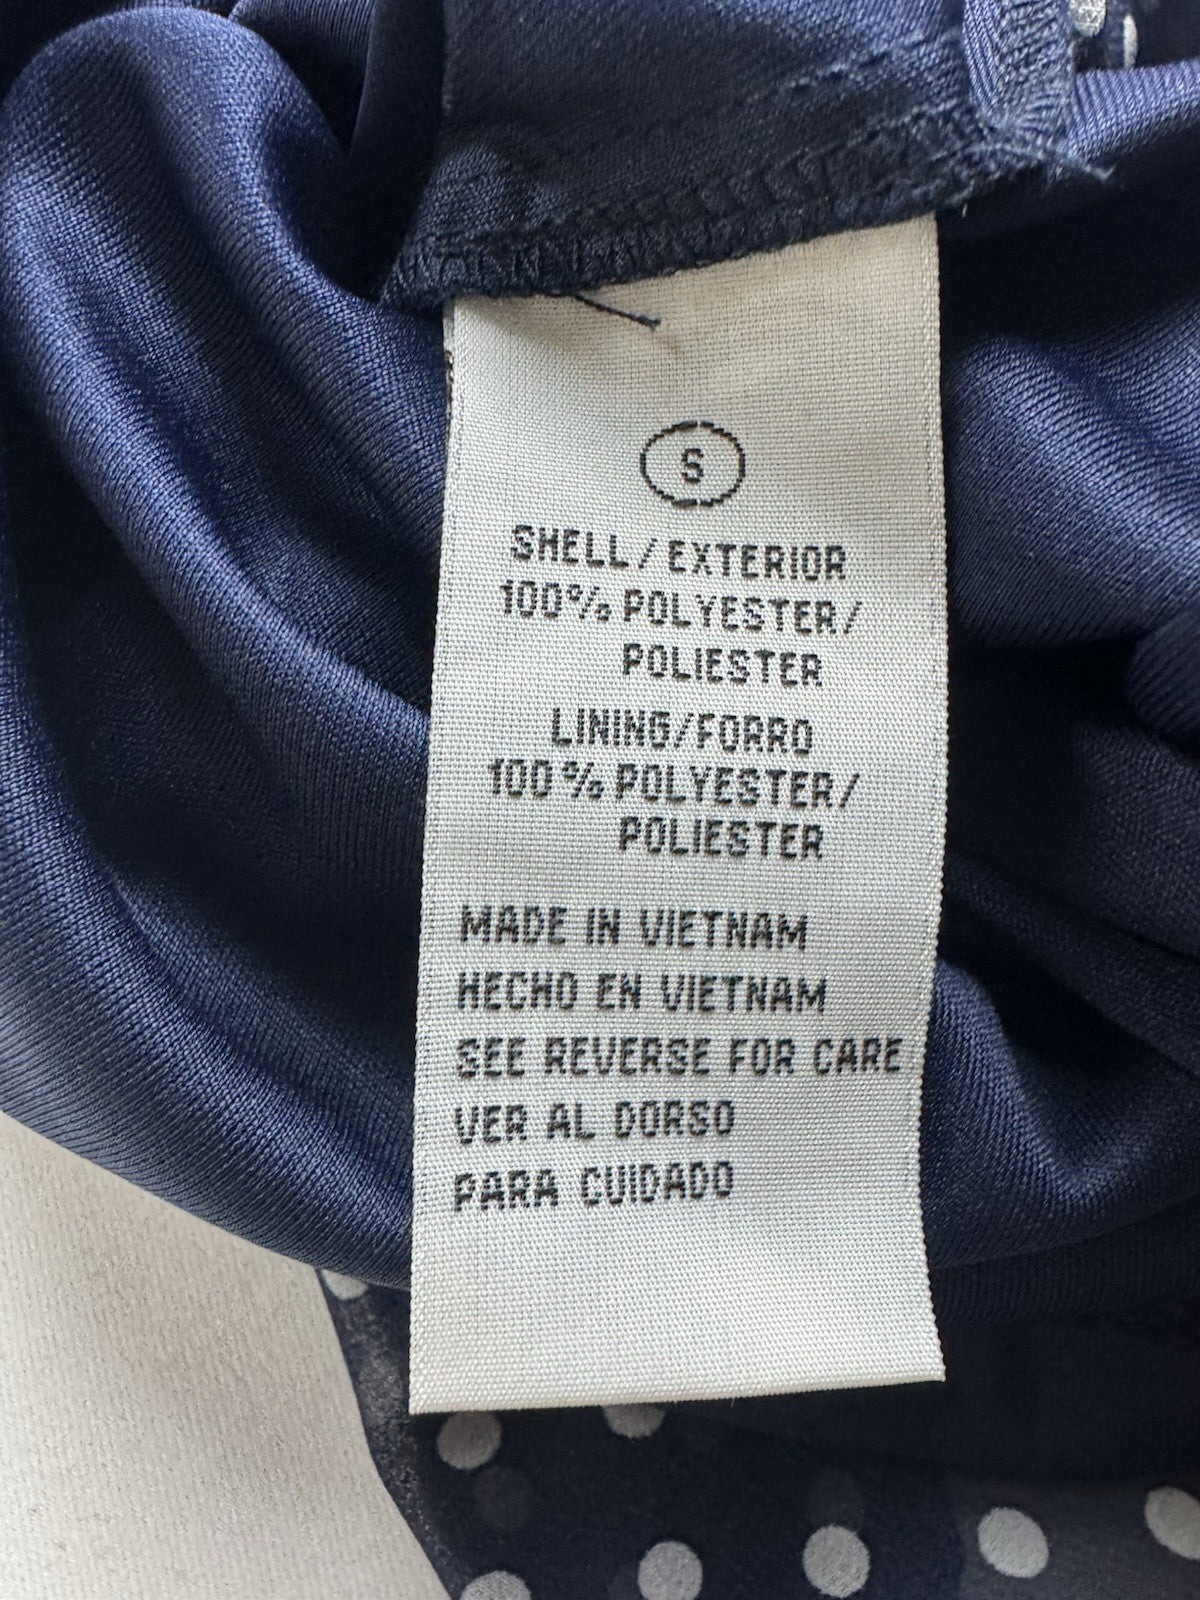 S
SHELL/EXTERIOR
100% POLYESTER/
POLIESTER
LINING/FORRO
100% POLYESTER/
POLIESTER
MADE IN VIETNAM
HECHO EN VIETNAM
SEE REVERSE FOR CARE
VER AL DORSO
PARA CUIDADO